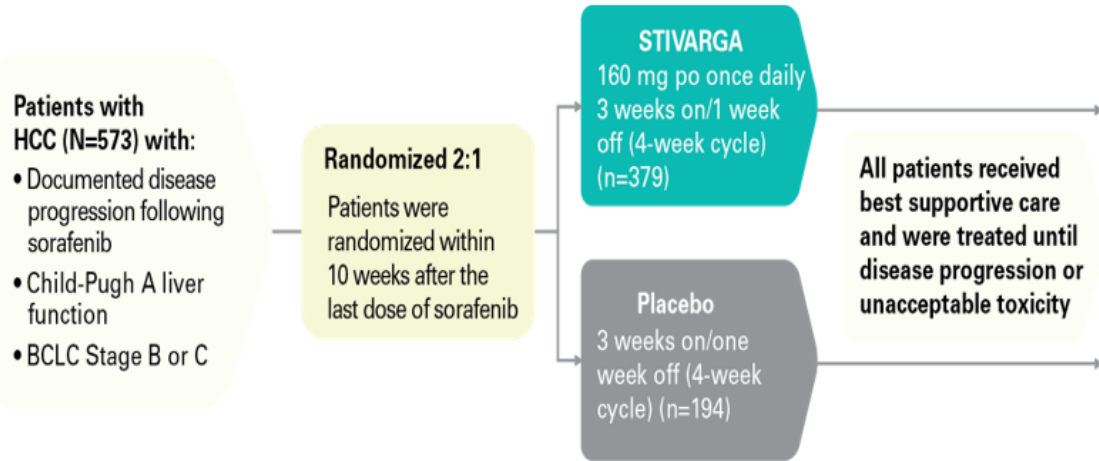 Patients with
HCC (N=573) with:
• Documented disease
progression following
sorafenib
• Child-Pugh A liver
function
• BCLC Stage B or C
Randomized 2:1
Patients were
randomized within
10 weeks after the
last dose of sorafenib
STIVARGA
160 mg po once daily
3 weeks on/1 week
off (4-week cycle)
(n=379)
Placebo
3 weeks on/one
week off (4-week
cycle) (n=194)
All patients received
best supportive care
and were treated until
disease progression or
unacceptable toxicity